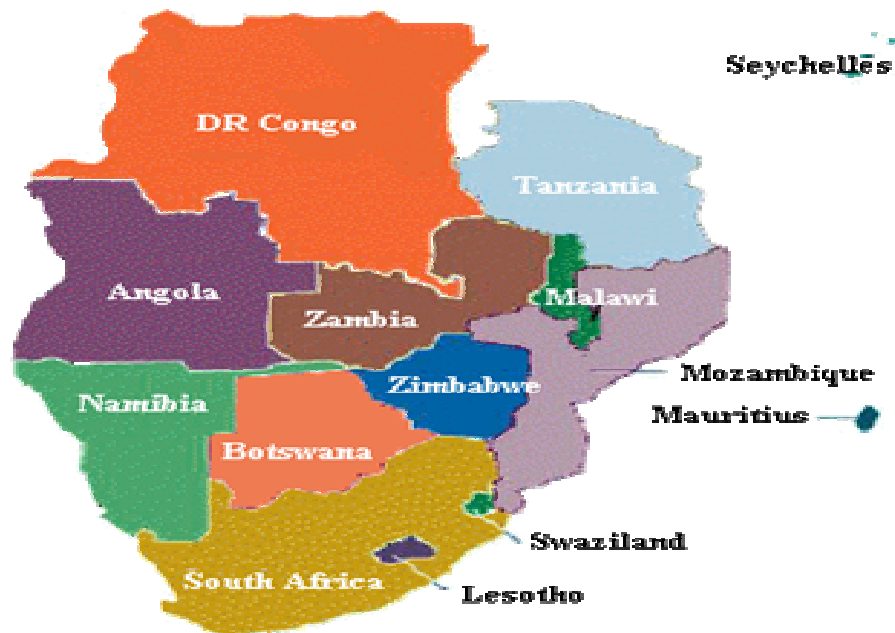 Seychelles
DR Congo
Tanzania
Angola
Malawi
Zambia
Mozambique
Zimbabwe
Namibia
Mauritius
Botswana
Swaziland
South Africa
Lesotho